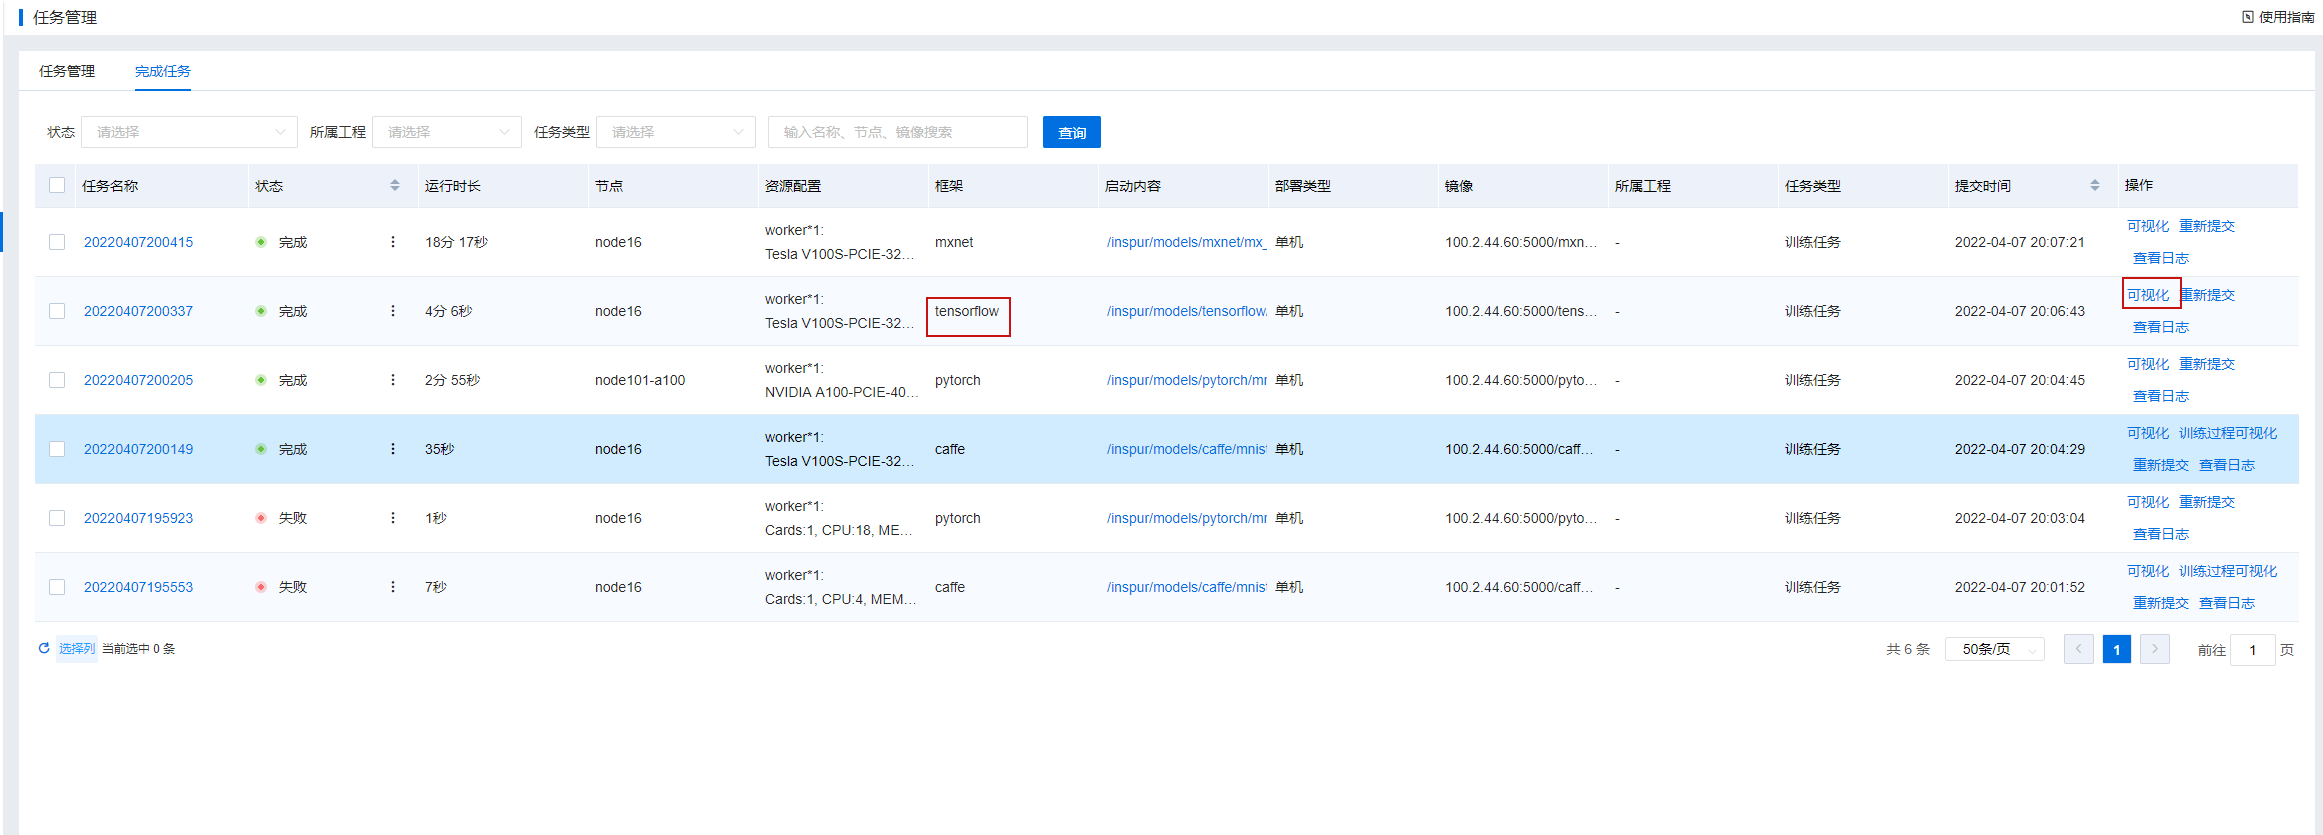 任务管理
使用指南
任务管理 完成任务
状态 请选择 所属工程 请选择 任务类型 请选择 输入名称、节点、镜像搜索 查询
任务名称 状态 运行时长 节点 资源配置 框架 启动内容 部署类型 镜像 所属工程 任务类型 提交时间 操作
20220407200415 完成 18分 17秒 node16 worker*1: Tesla V100S-PCIE-32... mxnet /inspur/models/mxnet/mx_ 单机 100.2.44.60:5000/mxn... - 训练任务 2022-04-07 20:07:21 可视化 重新提交 查看日志
20220407200337 完成 4分 6秒 node16 worker*1: Tesla V100S-PCIE-32... tensorflow /inspur/models/tensorflow 单机 100.2.44.60:5000/tens... - 训练任务 2022-04-07 20:06:43 可视化 重新提交 查看日志
20220407200205 完成 2分 55秒 node101-a100 worker*1: NVIDIA A100-PCIE-40... pytorch /inspur/models/pytorch/mr 单机 100.2.44.60:5000/pyto... - 训练任务 2022-04-07 20:04:45 可视化 重新提交 查看日志
20220407200149 完成 35秒 node16 worker*1: Tesla V100S-PCIE-32... caffe /inspur/models/caffe/mnis 单机 100.2.44.60:5000/caff... - 训练任务 2022-04-07 20:04:29 可视化 训练过程可视化 重新提交 查看日志
20220407195923 失败 1秒 node16 worker*1: Cards:1, CPU:18, ME... pytorch /inspur/models/pytorch/mr 单机 100.2.44.60:5000/pyto... - 训练任务 2022-04-07 20:03:04 可视化 重新提交 查看日志
20220407195553 失败 7秒 node16 worker*1: Cards:1, CPU:4, MEM... caffe /inspur/models/caffe/mnis 单机 100.2.44.60:5000/caff... - 训练任务 2022-04-07 20:01:52 可视化 训练过程可视化 重新提交 查看日志
选择列 当前选中 0 条 共 6 条 50条/页 1 前往 1 页